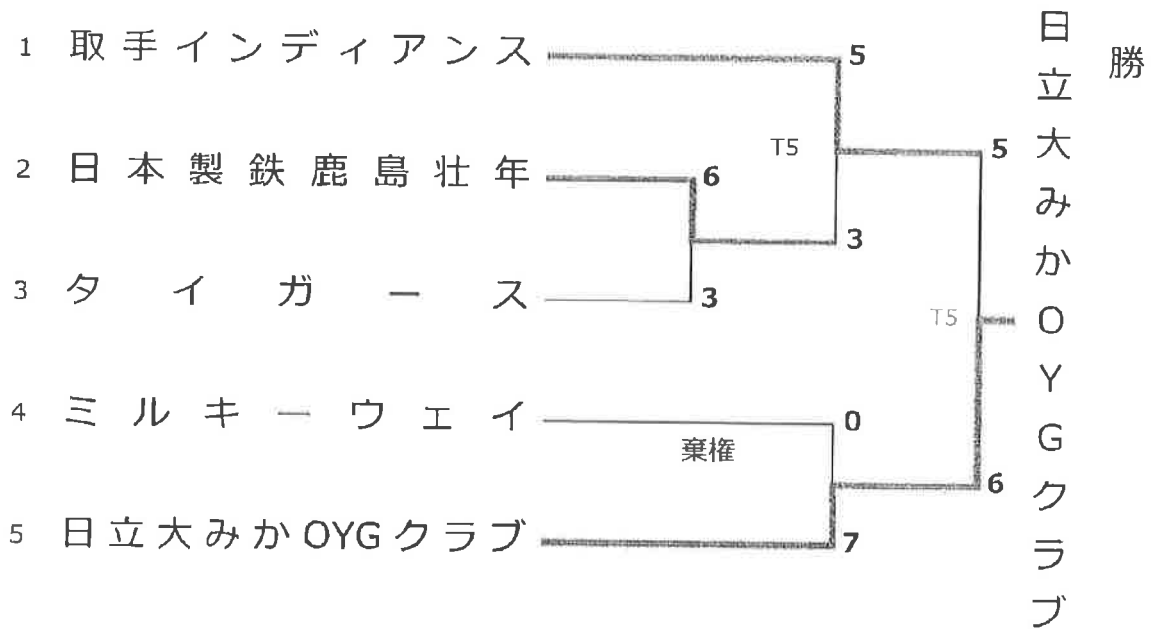 1 取手インディアンス 5
2 日本製鉄鹿島壮年 6
T5
5
3
3 タイガース 3
T5
4 ミルキーウェイ 0
棄権
6
5 日立大みかOYGクラブ 7
日立大みかOYGクラブ
勝